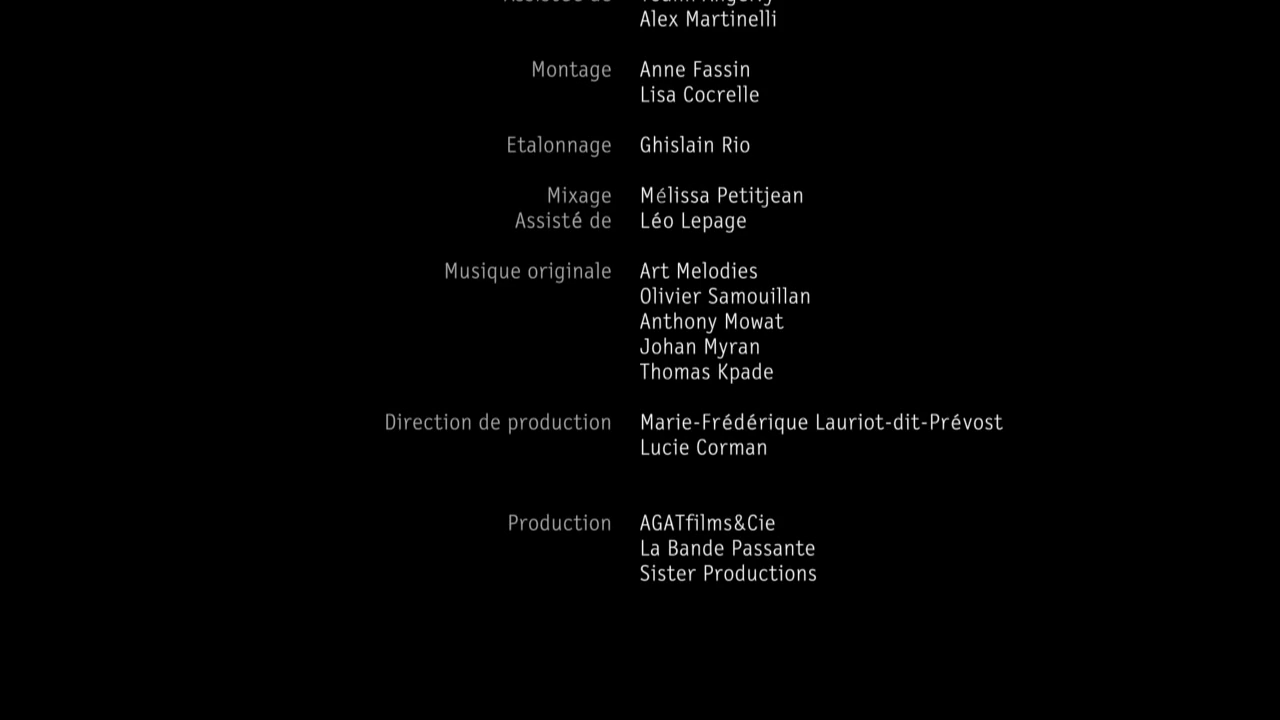 Alex Martinelli
Montage Anne Fassin
Lisa Cocrelle
Etalonnage Ghislain Rio
Mixage Mélissa Petitjean
Assisté de Léo Lepage
Musique originale Art Melodies
Olivier Samouillan
Anthony Mowat
Johan Myran
Thomas Kpade
Direction de production Marie-Frédérique Lauriot-dit-Prévost
Lucie Corman
Production AGATfilms&Cie
La Bande Passante
Sister Productions